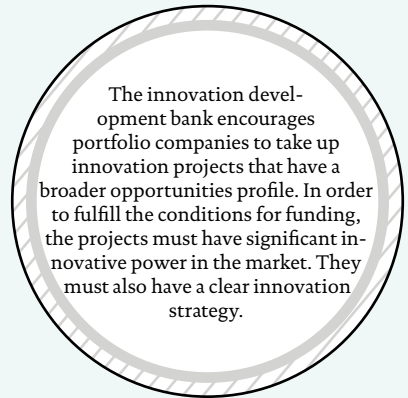 The innovation devel-
opment bank encourages
portfolio companies to take up
innovation projects that have a
broader opportunities profile. In order
to fulfill the conditions for funding,
the projects must have significant in-
novative power in the market. They
must also have a clear innovation
strategy.